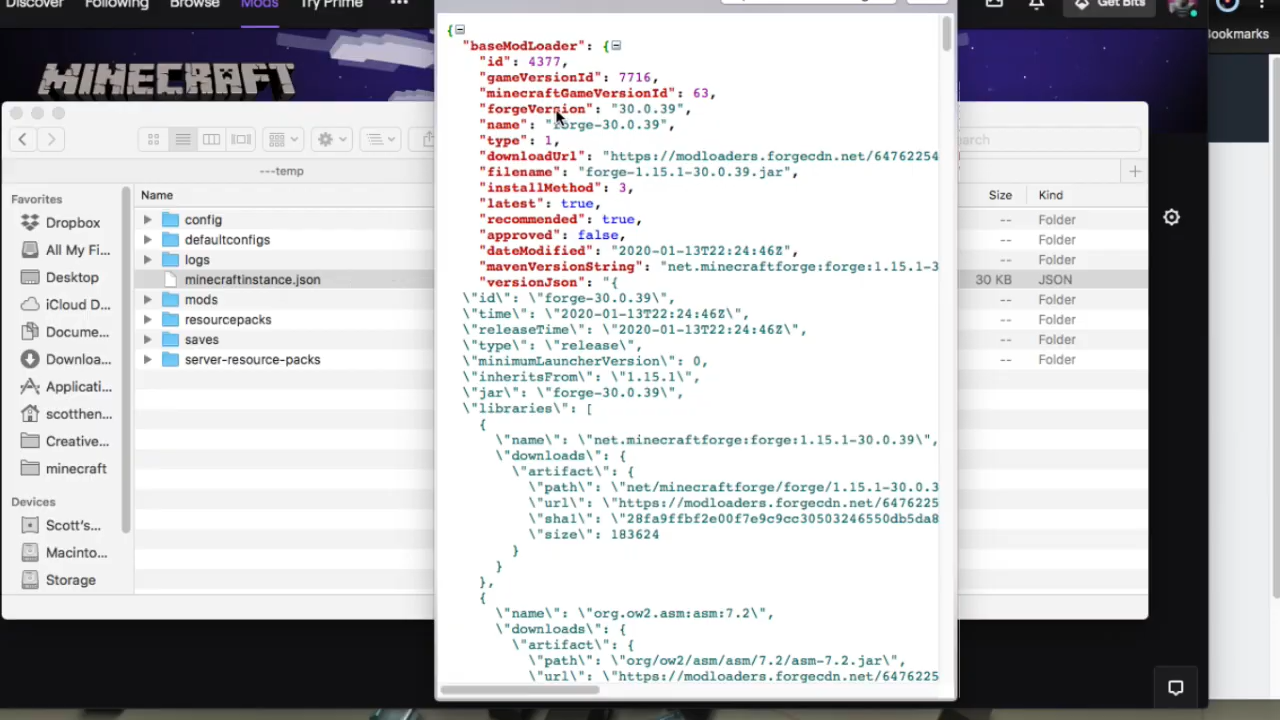 Discover
Following
Browse
Mods
Try Prime
Get Bits
Bookmarks
MINECRAFT
---temp
earch
Favorites
Dropbox
All My Fi...
Desktop
iCloud D...
Docume...
Downloa...
Applicati...
scotthen...
Creative...
minecraft
Devices
Scott's...
Macinto...
Storage
Name
config
defaultconfigs
logs
minecraftinstance.json
mods
resourcepacks
saves
server-resource-packs
Size Kind
-- Folder
-- Folder
-- Folder
30 KB JSON
-- Folder
-- Folder
-- Folder
-- Folder
{
"baseModLoader": {
"id": 4377,
"gameVersionId": 7716,
"minecraftGameVersionId": 63,
"forgeVersion": "30.0.39",
"name": "forge-30.0.39",
"type": 1,
"downloadUrl": "https://modloaders.forgecdn.net/64762254
"filename": "forge-1.15.1-30.0.39.jar",
"installMethod": 3,
"latest": true,
"recommended": true,
"approved": false,
"dateModified": "2020-01-13T22:24:46Z",
"mavenVersionString": "net.minecraftforge:forge:1.15.1-3
"versionJson": "{
\"id\": \"forge-30.0.39\",
\"time\": \"2020-01-13T22:24:46Z\",
\"releaseTime\": \"2020-01-13T22:24:46Z\",
\"type\": \"release\",
\"minimumLauncherVersion\": 0,
\"inheritsFrom\": \"1.15.1\",
\"jar\": \"forge-30.0.39\",
\"libraries\": [
{
\"name\": \"net.minecraftforge:forge:1.15.1-30.0.39\",
\"downloads\": {
\"artifact\": {
\"path\": \"net/minecraftforge/forge/1.15.1-30.0.3
\"url\": \"https://modloaders.forgecdn.net/6476225
\"sha1\": \"28fa9ffbf2e00f7e9c9cc30503246550db5da8
\"size\": 183624
}
}
},
{
\"name\": \"org.ow2.asm:asm:7.2\",
\"downloads\": {
\"artifact\": {
\"path\": \"org/ow2/asm/asm/7.2/asm-7.2.jar\",
\"url\": \"https://modloaders.forgecdn.net/6476225